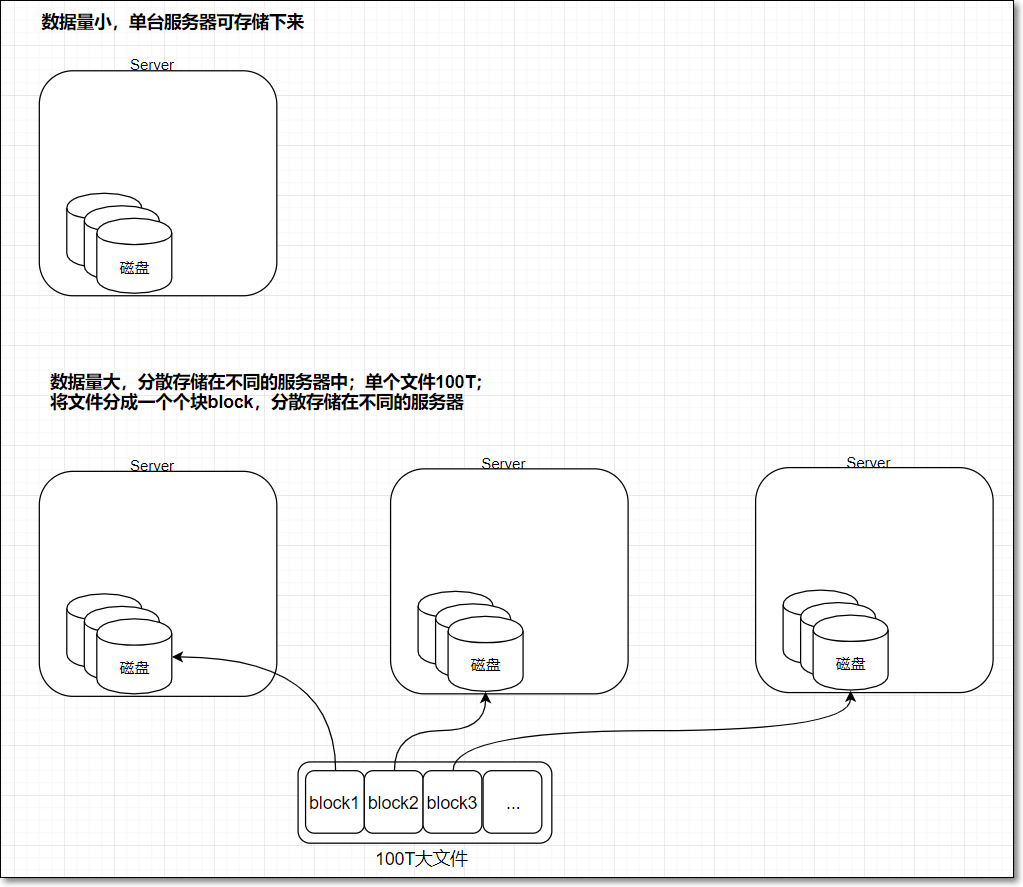 数据量小，单台服务器可存储下来
Server
磁盘
数据量大，分散存储在不同的服务器中；单个文件100T；
将文件分成一个个块block，分散存储在不同的服务器
Server
Server
Server
磁盘
磁盘
磁盘
block1
block2
block3
...
100T大文件